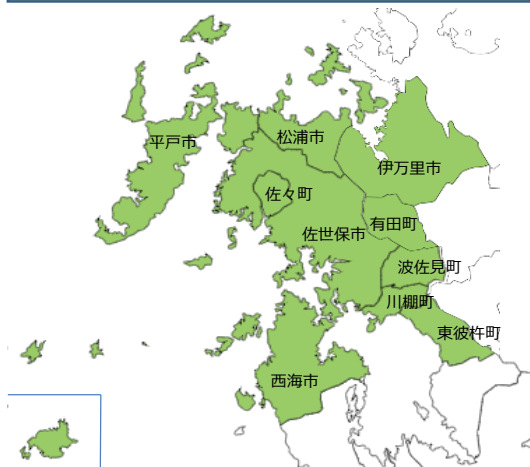 平戸市
松浦市
伊万里市
佐々町
有田町
佐世保市
波佐見町
川棚町
東彼杵町
西海市